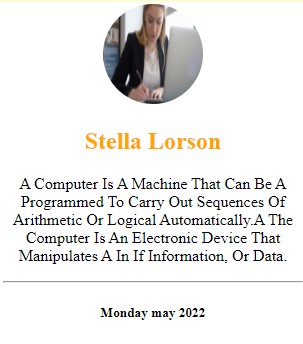 Stella Lorson
A Computer Is A Machine That Can Be A
Programmed To Carry Out Sequences Of
Arithmetic Or Logical Automatically.A The
Computer Is An Electronic Device That
Manipulates A In If Information, Or Data.
Monday may 2022